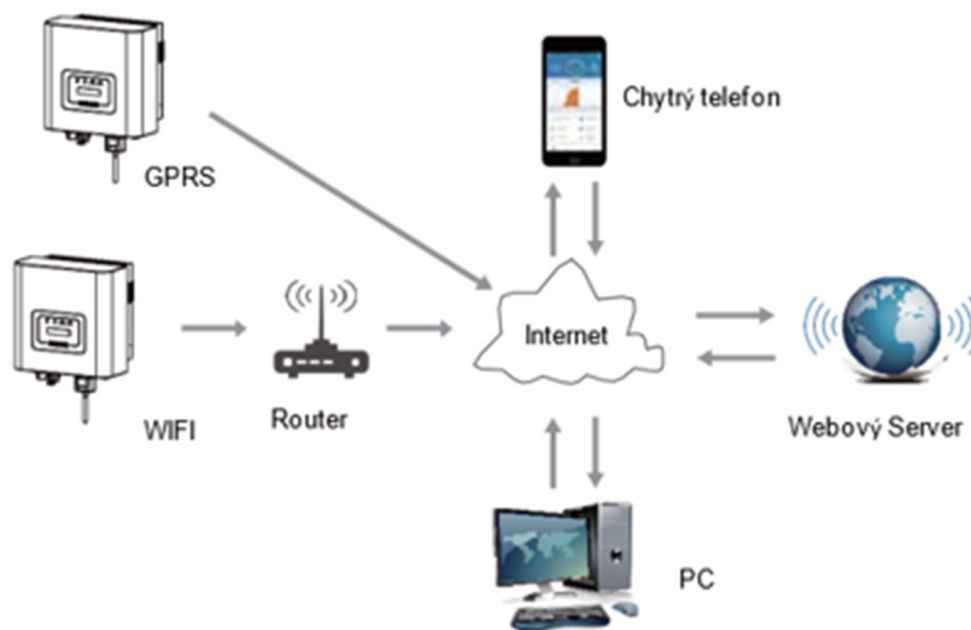 Chytrý telefon
GPRS
Internet
WIFI
Router
Webový Server
PC